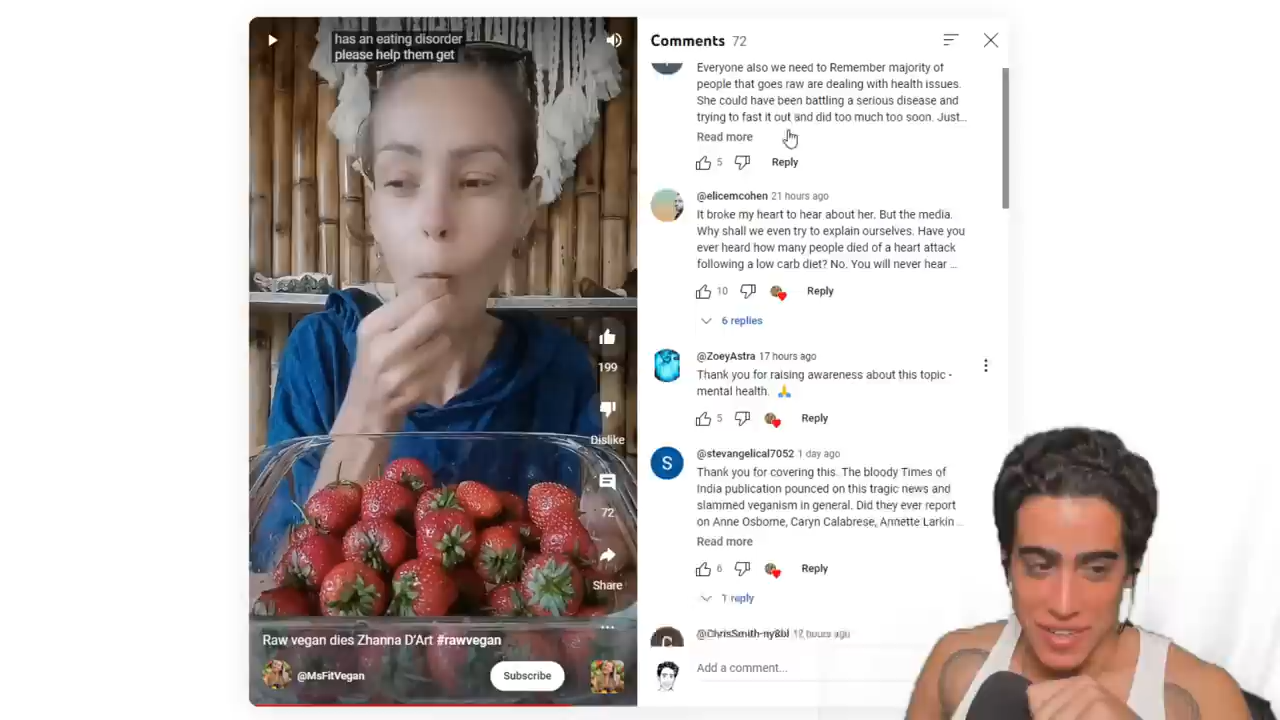 has an eating disorder
please help them get
199
Dislike
72
Share
Raw vegan dies Zhanna D'Art #rawvegan
@MsFitVegan
Subscribe
Comments 72
Everyone also we need to Remember majority of
people that goes raw are dealing with health issues.
She could have been battling a serious disease and
trying to fast it out and did too much too soon. Just...
Read more
5
Reply
@elicemcohen 21 hours ago
It broke my heart to hear about her. But the media.
Why shall we even try to explain ourselves. Have you
ever heard how many people died of a heart attack
following a low carb diet? No. You will never hear ...
10
Reply
6 replies
@ZoeyAstra 17 hours ago
Thank you for raising awareness about this topic -
mental health. 🙏
5
Reply
S
@stevangelical7052 1 day ago
Thank you for covering this. The bloody Times of
India publication pounced on this tragic news and
slammed veganism in general. Did they ever report
on Anne Osborne, Caryn Calabrese, Annette Larkin ...
Read more
6
Reply
1 reply
C
hours ago
Add a comment...